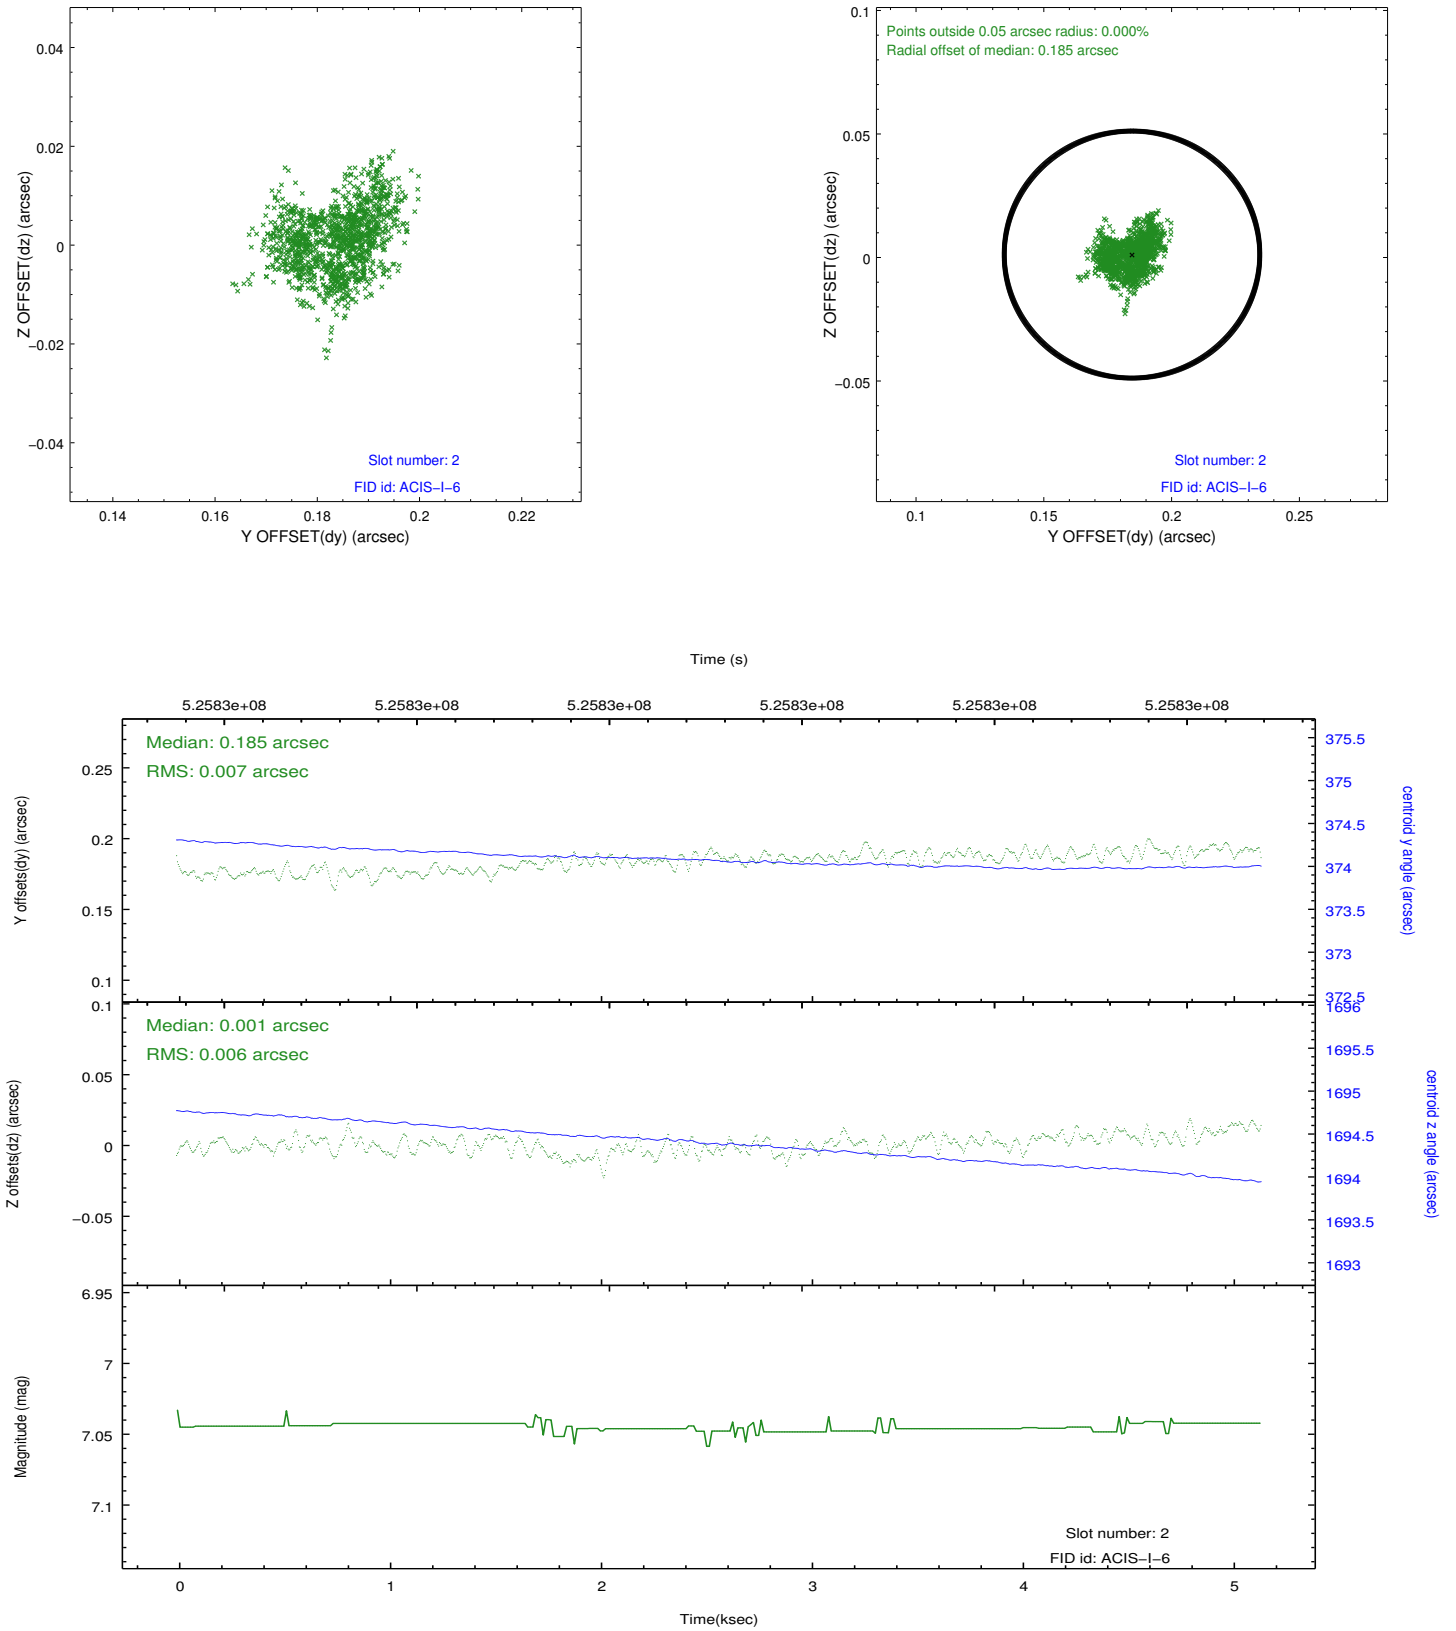 0.04
0.02
0
−0.02
−0.04
Z OFFSET(dz) (arcsec)
Slot number: 2
FID id: ACIS−I−6
0.14
0.16
0.18
0.2
0.22
Y OFFSET(dy) (arcsec)
0.1
0.05
0
−0.05
Z OFFSET(dz) (arcsec)
Points outside 0.05 arcsec radius: 0.000%
Radial offset of median: 0.185 arcsec
Slot number: 2
FID id: ACIS−I−6
0.1
0.15
0.2
0.25
Y OFFSET(dy) (arcsec)
Time (s)
5.2583e+08
5.2583e+08
5.2583e+08
5.2583e+08
5.2583e+08
5.2583e+08
Median: 0.185 arcsec
RMS: 0.007 arcsec
0.25
0.2
0.15
0.1
Y offsets(dy) (arcsec)
375.5
375
374.5
374
373.5
373
372.5
centroid y angle (arcsec)
Median: 0.001 arcsec
RMS: 0.006 arcsec
0.1
0.05
0
−0.05
Z offsets(dz) (arcsec)
1696
1695.5
1695
1694.5
1694
1693.5
1693
centroid z angle (arcsec)
6.95
7
7.05
7.1
Magnitude (mag)
Slot number: 2
FID id: ACIS−I−6
0
1
2
3
4
5
Time(ksec)